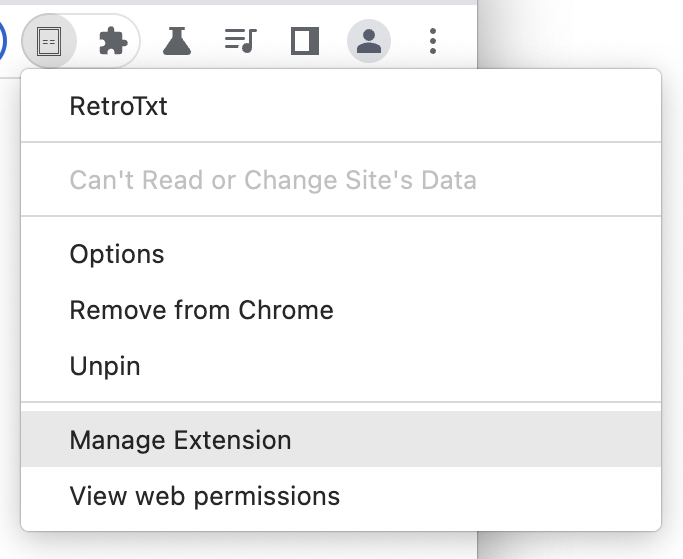 RetroTxt
Can't Read or Change Site's Data
Options
Remove from Chrome
Unpin
Manage Extension
View web permissions